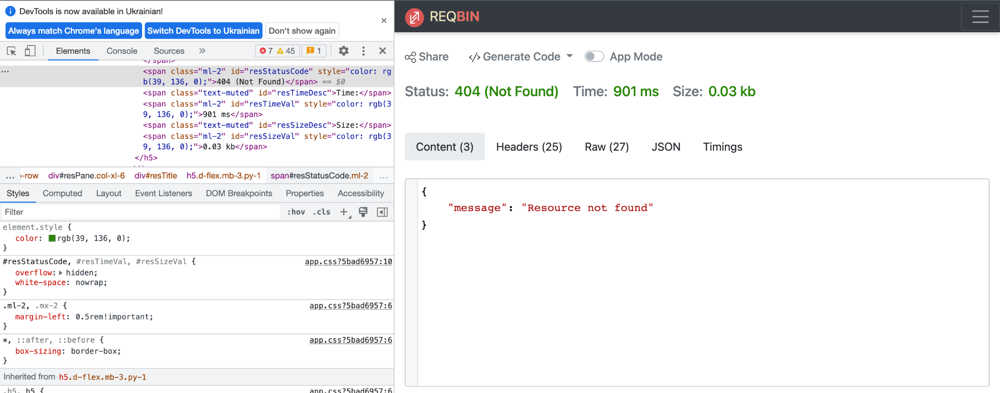 DevTools is now available in Ukrainian!
Always match Chrome's language
Switch DevTools to Ukrainian
Don't show again
Elements
Console
Sources
7
45
1
</span>
<span class="ml-2" id="resStatusCode" style="color: rg
b(39, 136, 0);">404 (Not Found)</span> == $0
<span class="text-muted" id="resTimeDesc">Time:</span>
<span class="ml-2" id="resTimeVal" style="color: rgb(3
9, 136, 0);">901 ms</span>
<span class="text-muted" id="resSizeDesc">Size:</span>
<span class="ml-2" id="resSizeVal" style="color: rgb(3
9, 136, 0);">0.03 kb</span>
</h5>
... -row div#resPane.col-xl-6 div#resTitle h5.d-flex.mb-3.py-1 span#resStatusCode.ml-2 ...
Styles Computed Layout Event Listeners DOM Breakpoints Properties Accessibility
Filter
:hov .cls
element.style {
color: rgb(39, 136, 0);
}
#resStatusCode, #resTimeVal, #resSizeVal {
app.css?5bad6957:10
overflow: hidden;
white-space: nowrap;
}
.ml-2, .mx-2 {
app.css?5bad6957:6
margin-left: 0.5rem!important;
}
*, ::after, ::before {
app.css?5bad6957:6
box-sizing: border-box;
}
Inherited from h5.d-flex.mb-3.py-1
.h5, h5 {
app.css?5bad6957:6
REQBIN
Share
</> Generate Code
App Mode
Status: 404 (Not Found) Time: 901 ms Size: 0.03 kb
Content (3) Headers (25) Raw (27) JSON Timings
{
"message": "Resource not found"
}